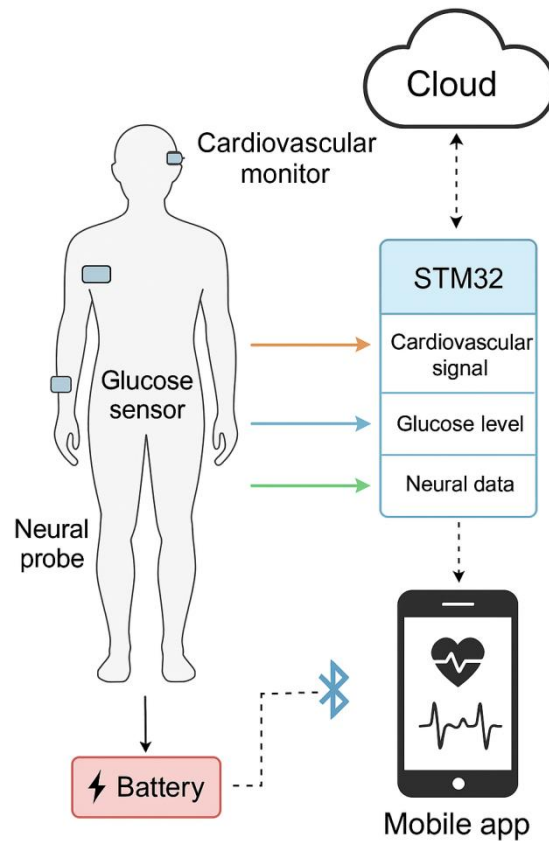 Cloud
Cardiovascular
monitor
STM32
Cardiovascular
signal
Glucose
sensor
Glucose level
Neural data
Neural
probe
Battery
Mobile app